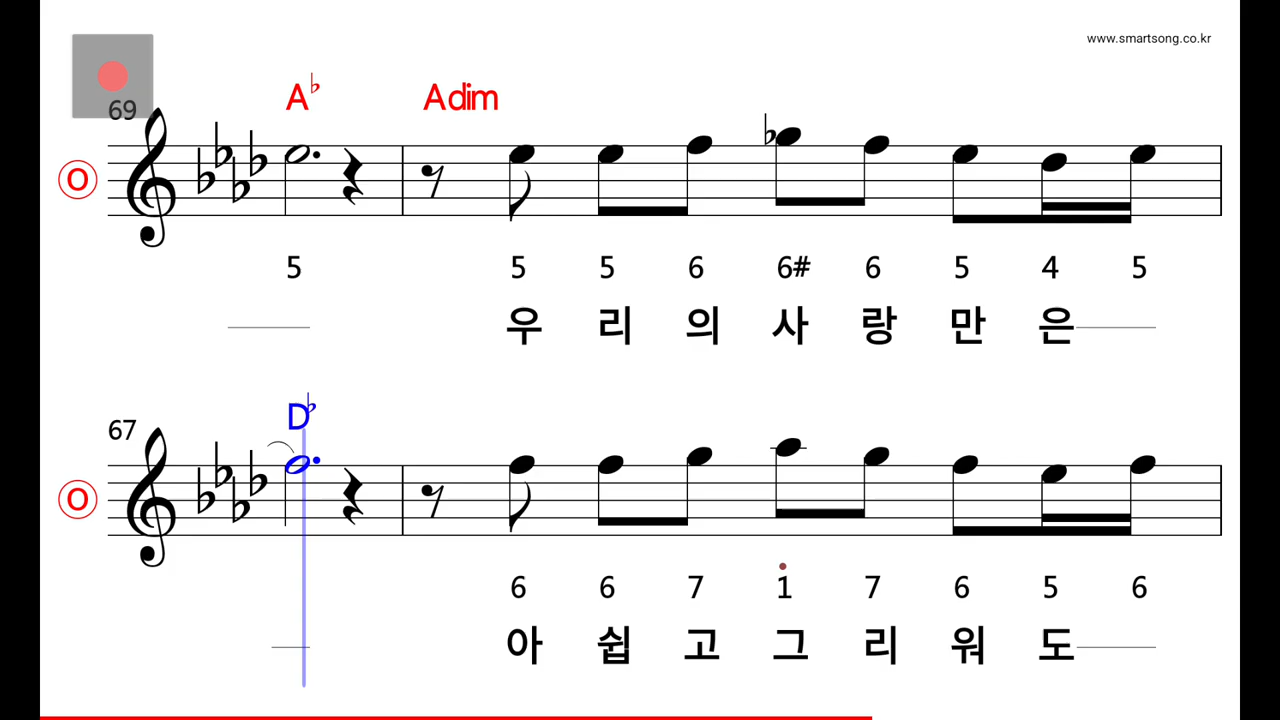 www.smartsong.co.kr
69
A♭ Adim
O
5 5 5 6 6# 6 5 4 5
우 리 의 사 랑 만 은
67
D♭
O
6 6 7 1 7 6 5 6
아 쉽 고 그 리 워 도